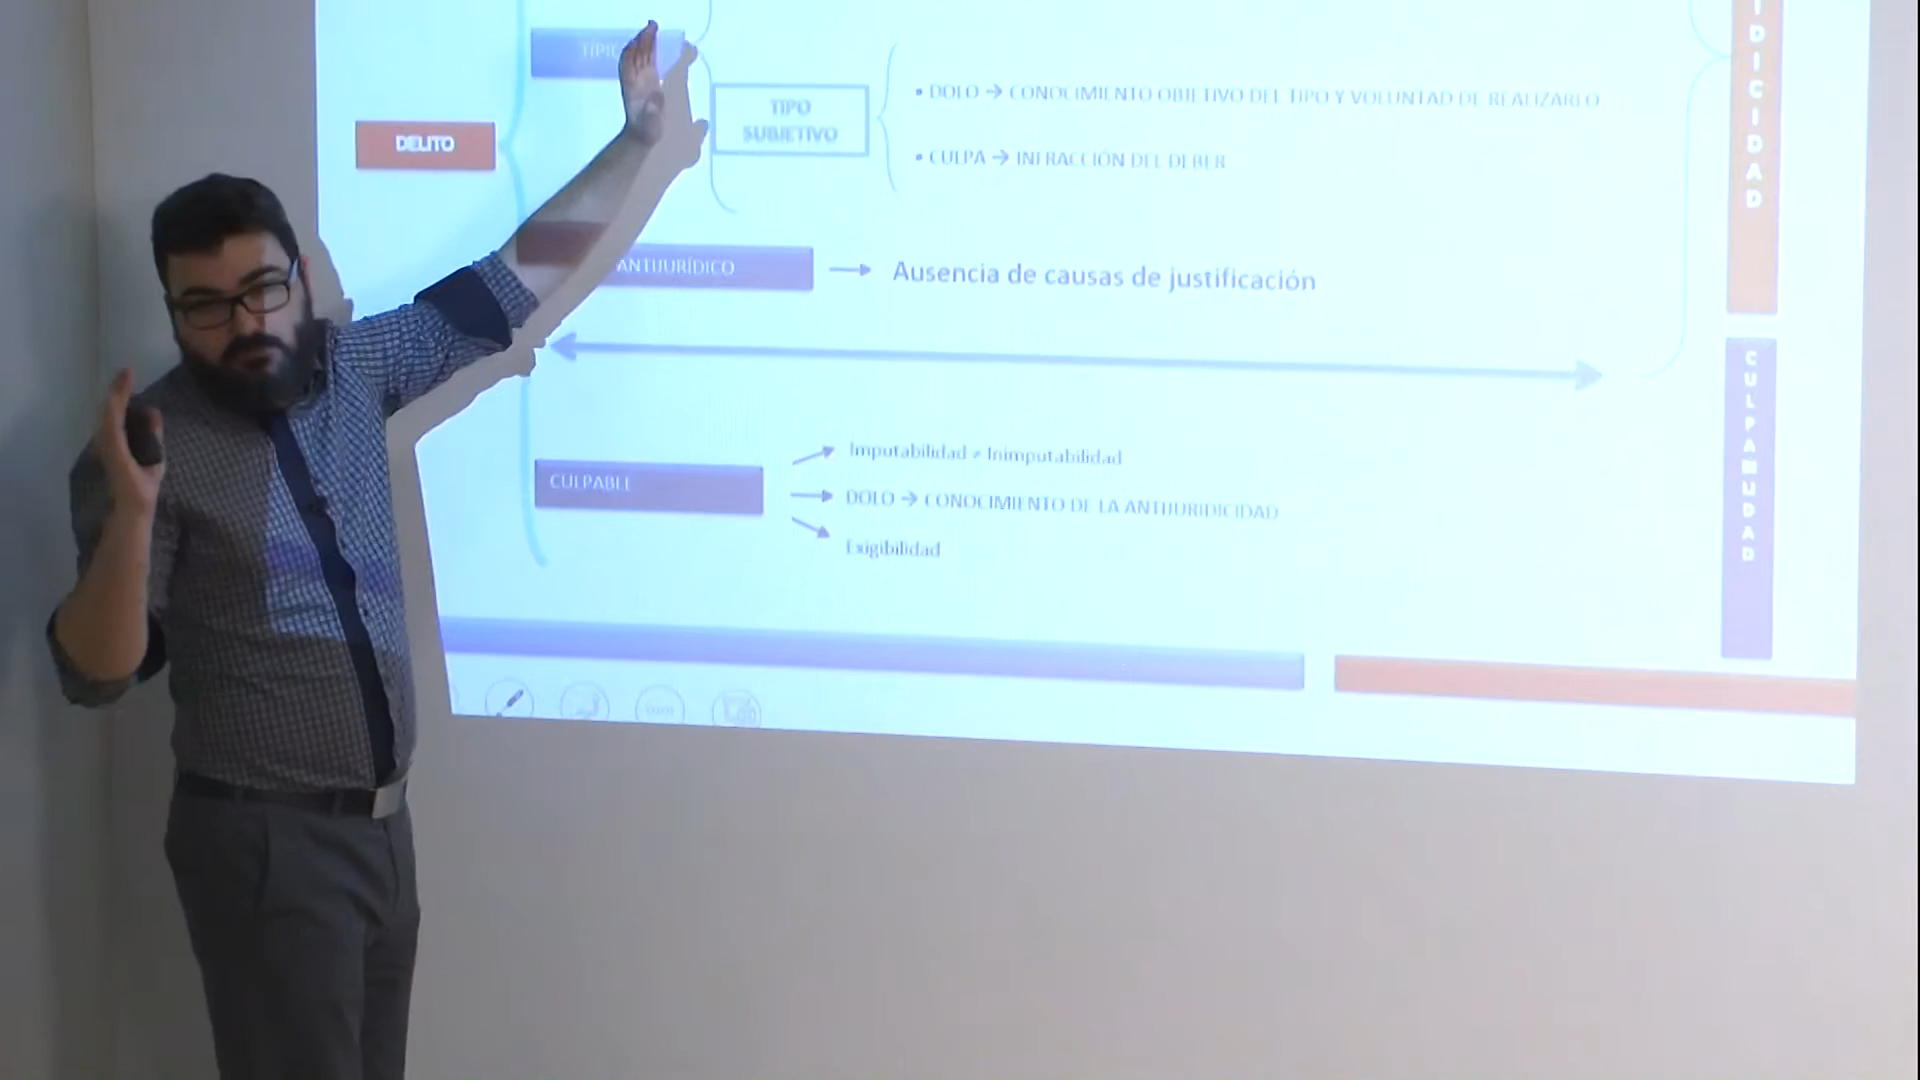 DELITO
TIPO
SUBJETIVO
• DOLO → CONOCIMIENTO OBJETIVO DEL TIPO Y VOLUNTAD DE REALIZARLO
• CULPA → INFRACCIÓN DEL DEBER
ANTIJURÍDICO
Ausencia de causas de justificación
CULPABLE
Imputabilidad ≠ Inimputabilidad
DOLO → CONOCIMIENTO DE LA ANTIJURIDICIDAD
Exigibilidad
DICIDAD
CULPABILIDAD